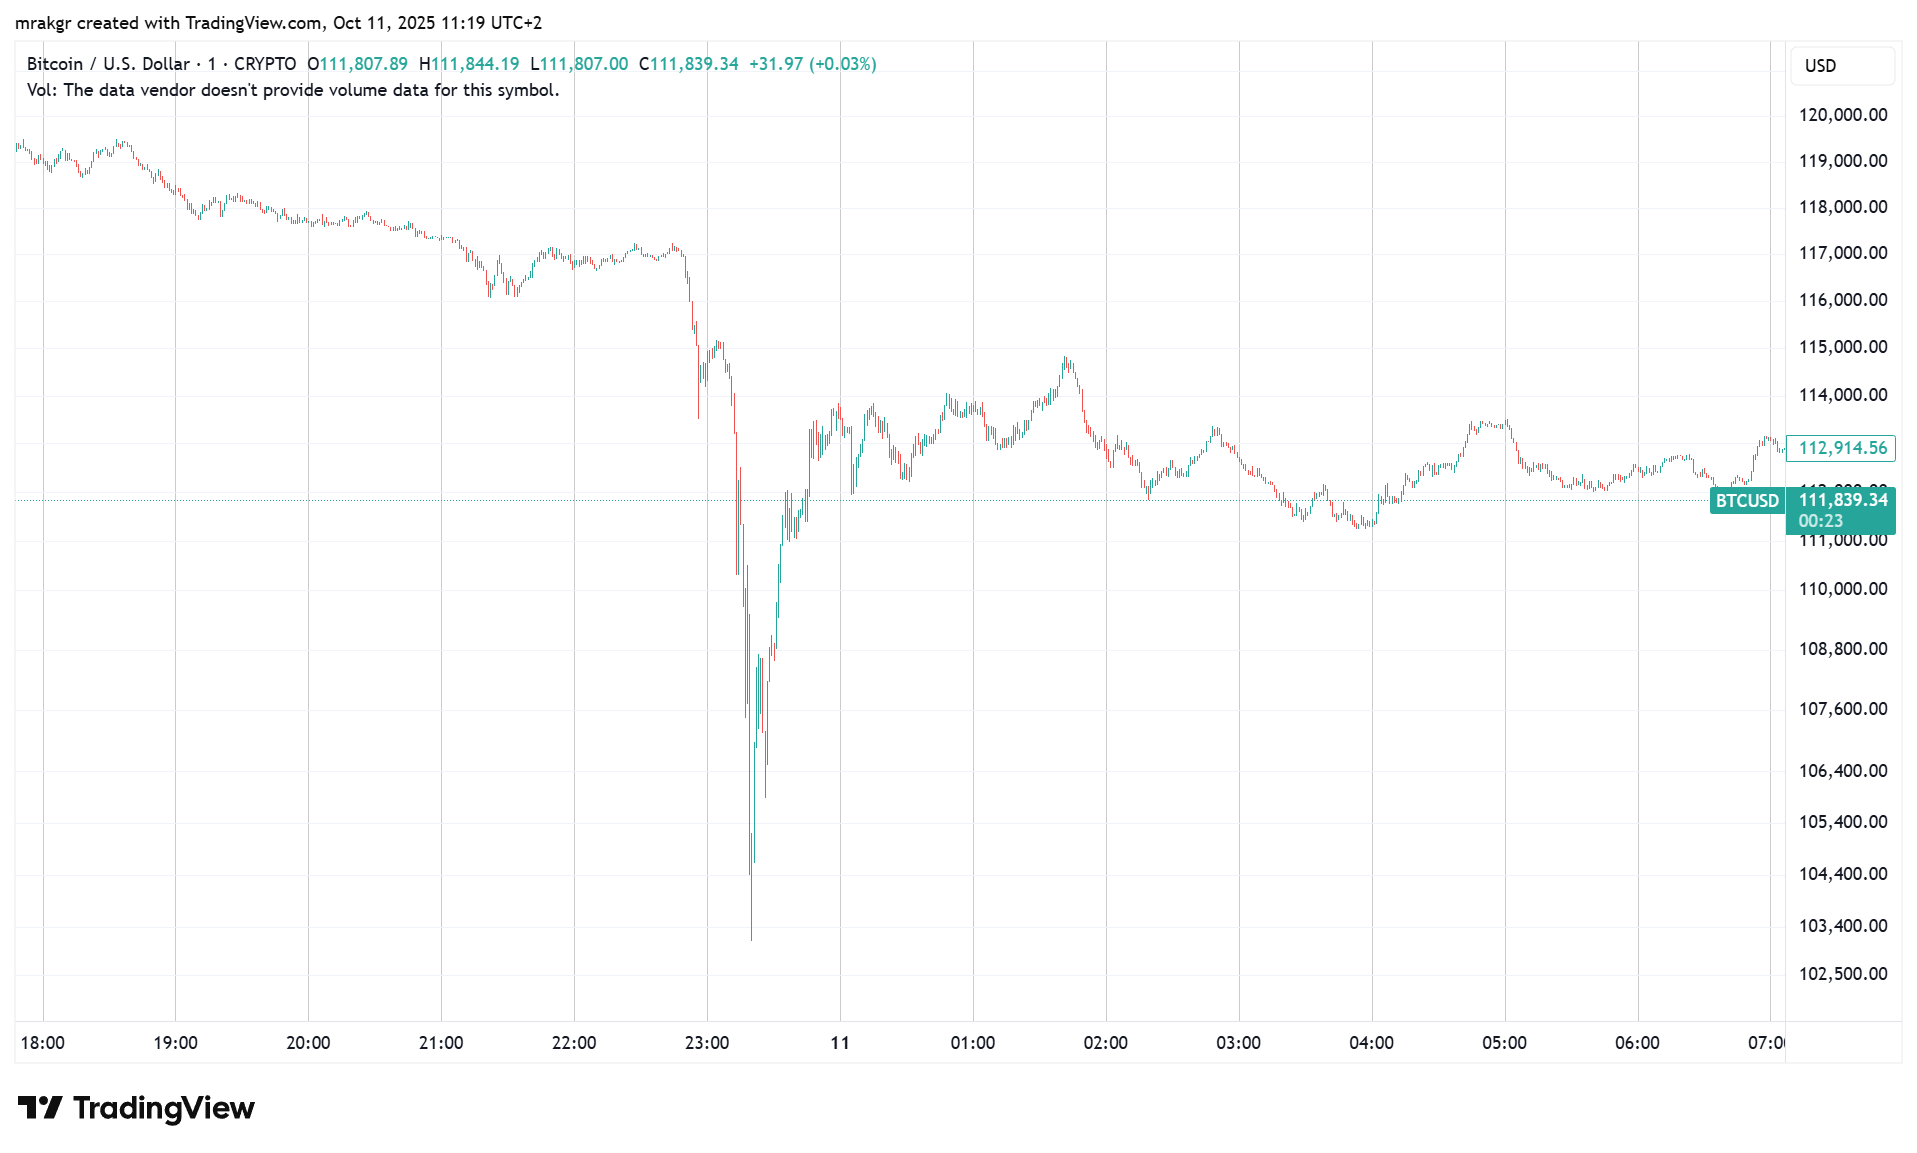 mrakgr created with TradingView.com, Oct 11, 2025 11:19 UTC+2
Bitcoin / U.S. Dollar · 1 · CRYPTO O111,807.89 H111,844.19 L111,807.00 C111,839.34 +31.97 (+0.03%)
Vol: The data vendor doesn't provide volume data for this symbol.
USD
120,000.00
119,000.00
118,000.00
117,000.00
116,000.00
115,000.00
114,000.00
112,914.56
BTCUSD 111,839.34
00:23
111,000.00
110,000.00
108,800.00
107,600.00
106,400.00
105,400.00
104,400.00
103,400.00
102,500.00
18:00 19:00 20:00 21:00 22:00 23:00 11 01:00 02:00 03:00 04:00 05:00 06:00
TradingView